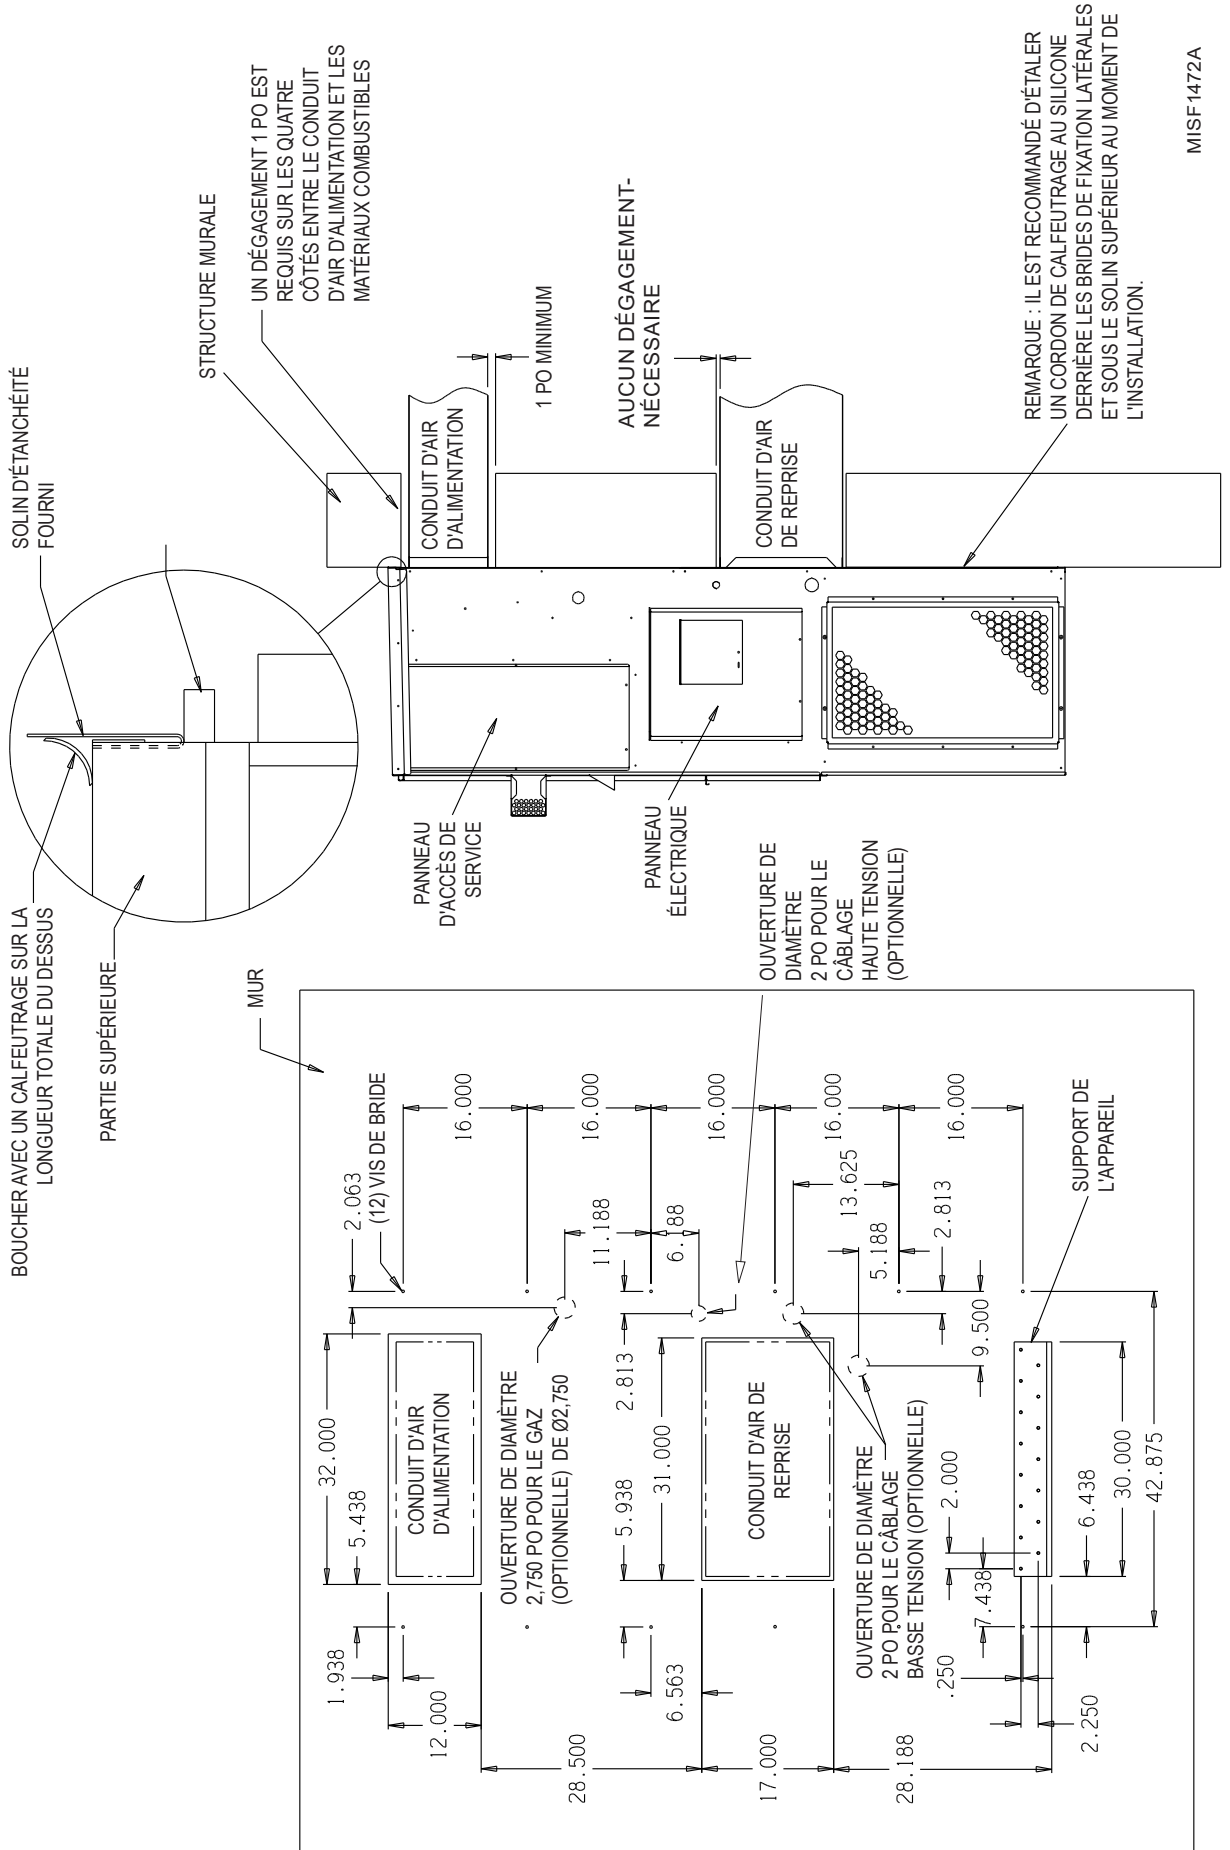 BOUCHER AVEC UN CALFEUTRAGE SUR LA
LONGUEUR TOTALE DU DESSUS
SOLIN D'ÉTANCHÉITÉ
FOURNI
PARTIE SUPÉRIEURE
STRUCTURE MURALE
UN DÉGAGEMENT 1 PO EST
REQUIS SUR LES QUATRE
CÔTÉS ENTRE LE CONDUIT
D'AIR D'ALIMENTATION ET LES
MATÉRIAUX COMBUSTIBLES
CONDUIT D'AIR
D'ALIMENTATION
1 PO MINIMUM
AUCUN DÉGAGEMENT-
NÉCESSAIRE
CONDUIT D'AIR
DE REPRISE
PANNEAU
D'ACCÈS DE
SERVICE
PANNEAU
ÉLECTRIQUE
REMARQUE : IL EST RECOMMANDÉ D'ÉTALER
UN CORDON DE CALFEUTRAGE AU SILICONE
DERRIÈRE LES BRIDES DE FIXATION LATÉRALES
ET SOUS LE SOLIN SUPÉRIEUR AU MOMENT DE
L'INSTALLATION.
MISF1472A
MUR
1.938
5.438
32.000
2.063
(12) VIS DE BRIDE
12.000
CONDUIT D'AIR
D'ALIMENTATION
16.000
16.000
16.000
16.000
16.000
28.500
OUVERTURE DE DIAMÈTRE
2,750 PO POUR LE GAZ
(OPTIONNELLE) DE Ø2,750
11.188
6.188
2.813
5.938
31.000
6.563
OUVERTURE DE
DIAMÈTRE
2 PO POUR LE
CÂBLAGE
HAUTE TENSION
(OPTIONNELLE)
17.000
CONDUIT D'AIR DE
REPRISE
13.625
5.188
2.813
9.500
OUVERTURE DE DIAMÈTRE
2 PO POUR LE CÂBLAGE
BASSE TENSION (OPTIONNELLE)
28.188
.250
7.438
2.000
2.250
6.438
30.000
42.875
SUPPORT DE
L'APPAREIL